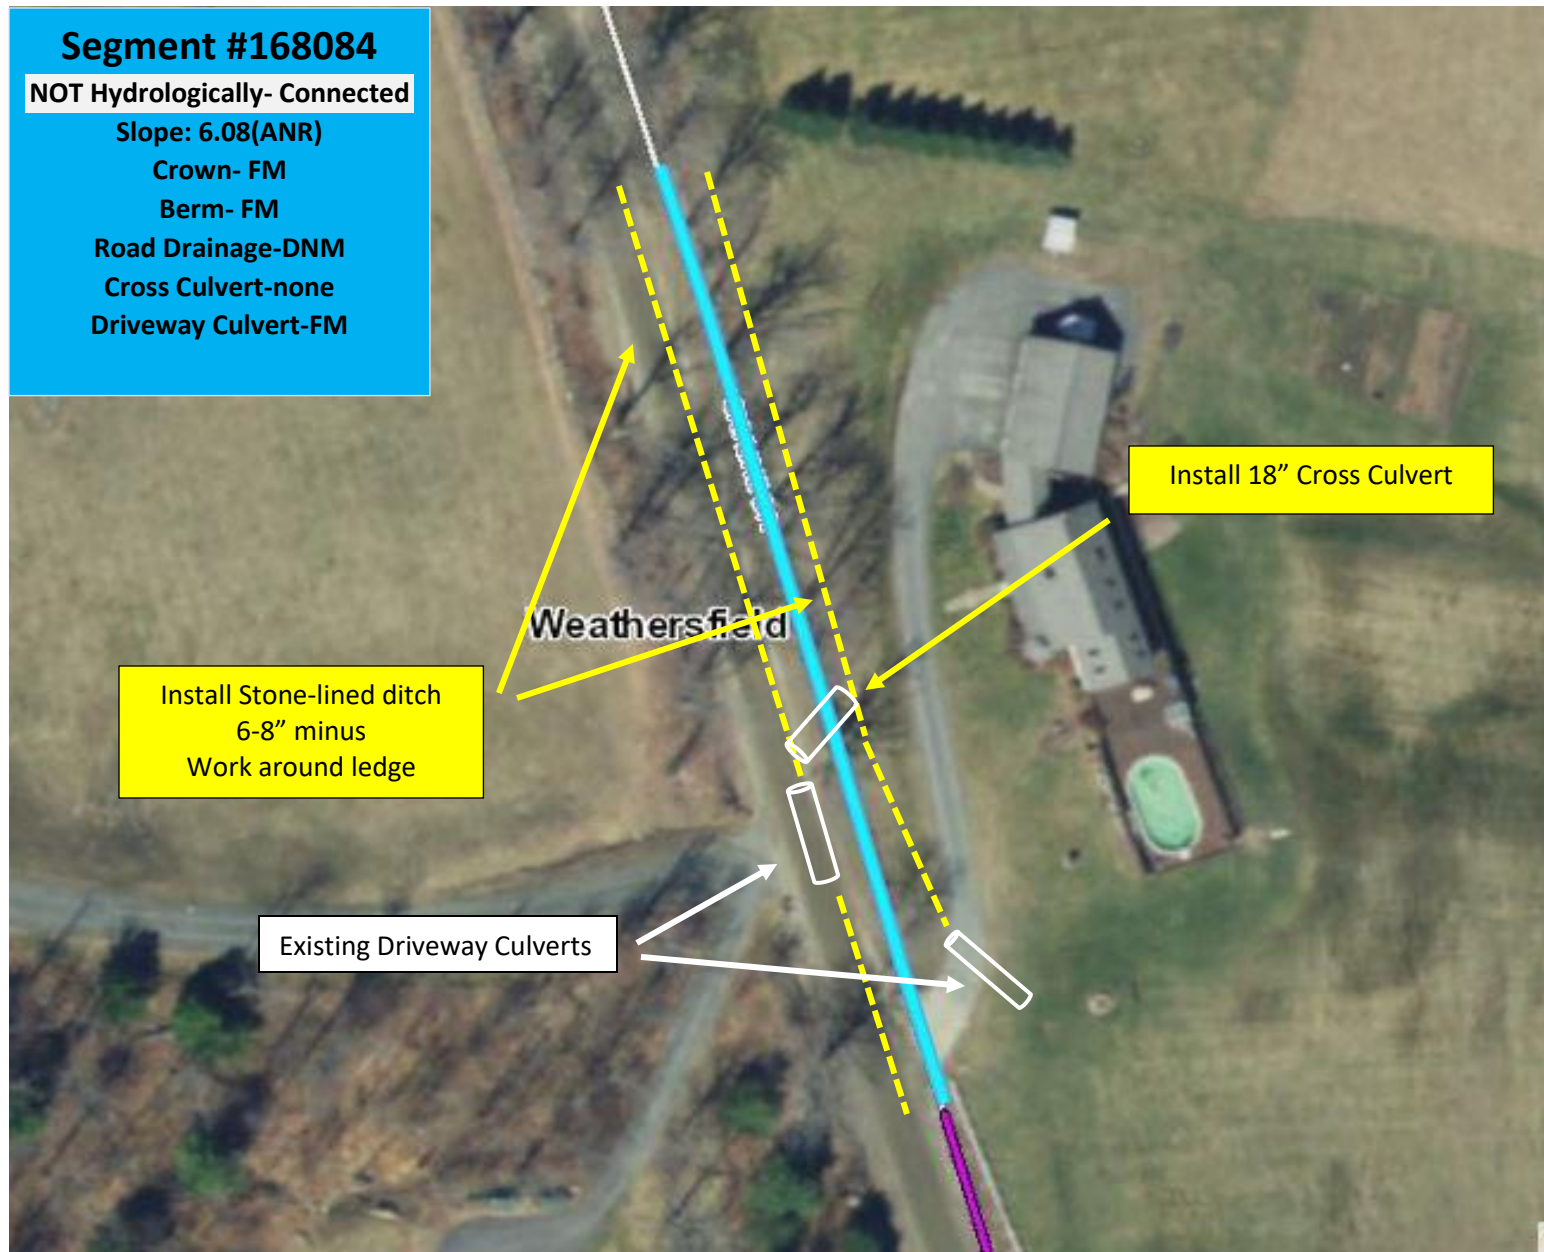 Segment #168084
NOT Hydrologically- Connected
Slope: 6.08(ANR)
Crown- FM
Berm- FM
Road Drainage-DNM
Cross Culvert-none
Driveway Culvert-FM
Install 18” Cross Culvert
Weathersfield
Install Stone-lined ditch
6-8” minus
Work around ledge
Existing Driveway Culverts